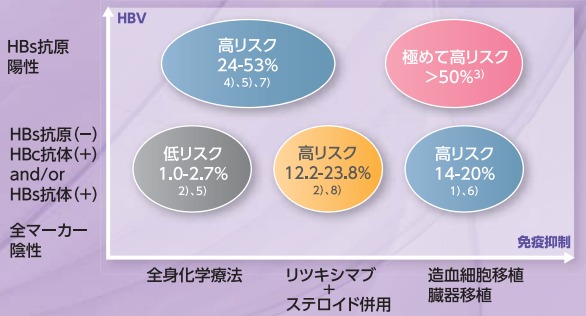 HBV
HBs抗原
陽性
高リスク
24-53%
4)、5)、7)
極めて高リスク
>50%3)
HBs抗原(−)
HBc抗体(+)
and/or
HBs抗体(+)
低リスク
1.0-2.7%
2)、5)
高リスク
12.2-23.8%
2)、8)
高リスク
14-20%
1)、6)
全マーカー
陰性
免疫抑制
全身化学療法
リツキシマブ
+
ステロイド併用
造血細胞移植
臓器移植